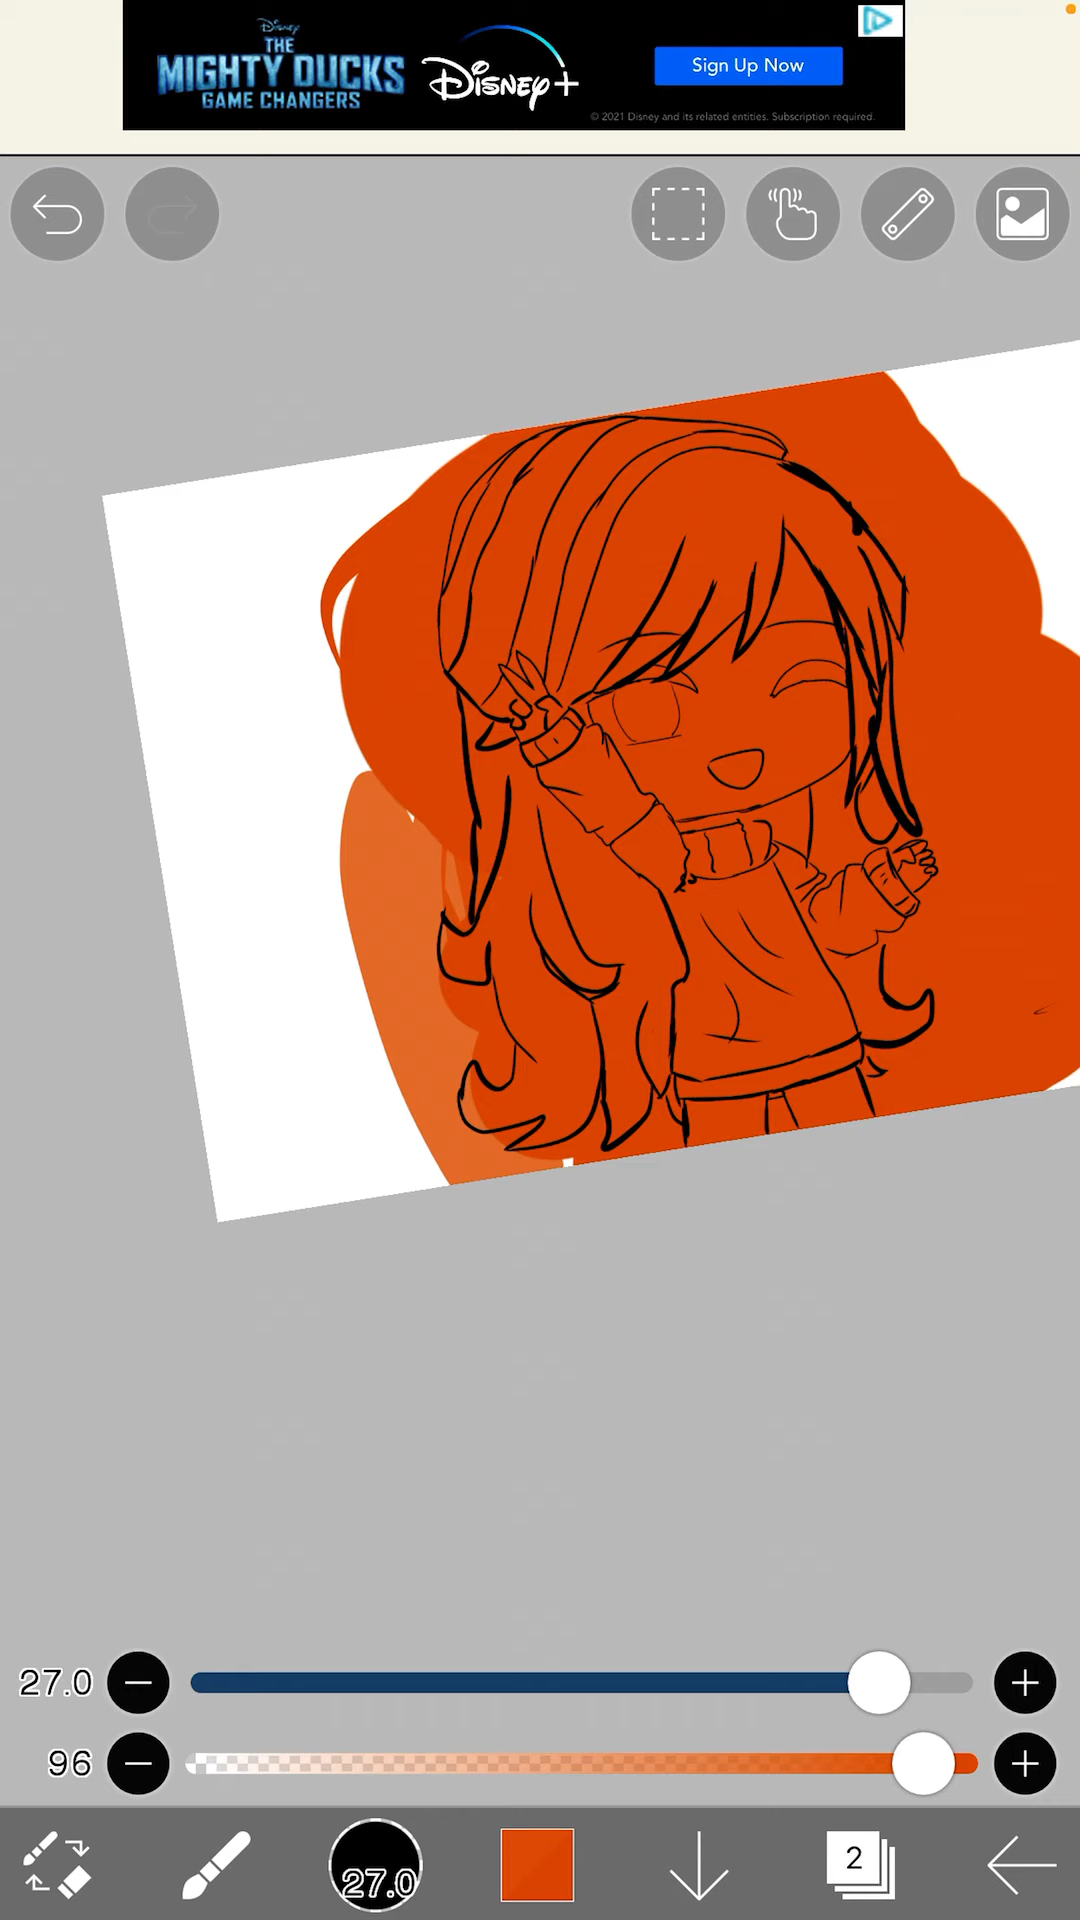 Disney
THE
MIGHTY DUCKS
GAME CHANGERS
Disney+
Sign Up Now
© 2021 Disney and its related entities. Subscription required.
27.0
96
27.0
2